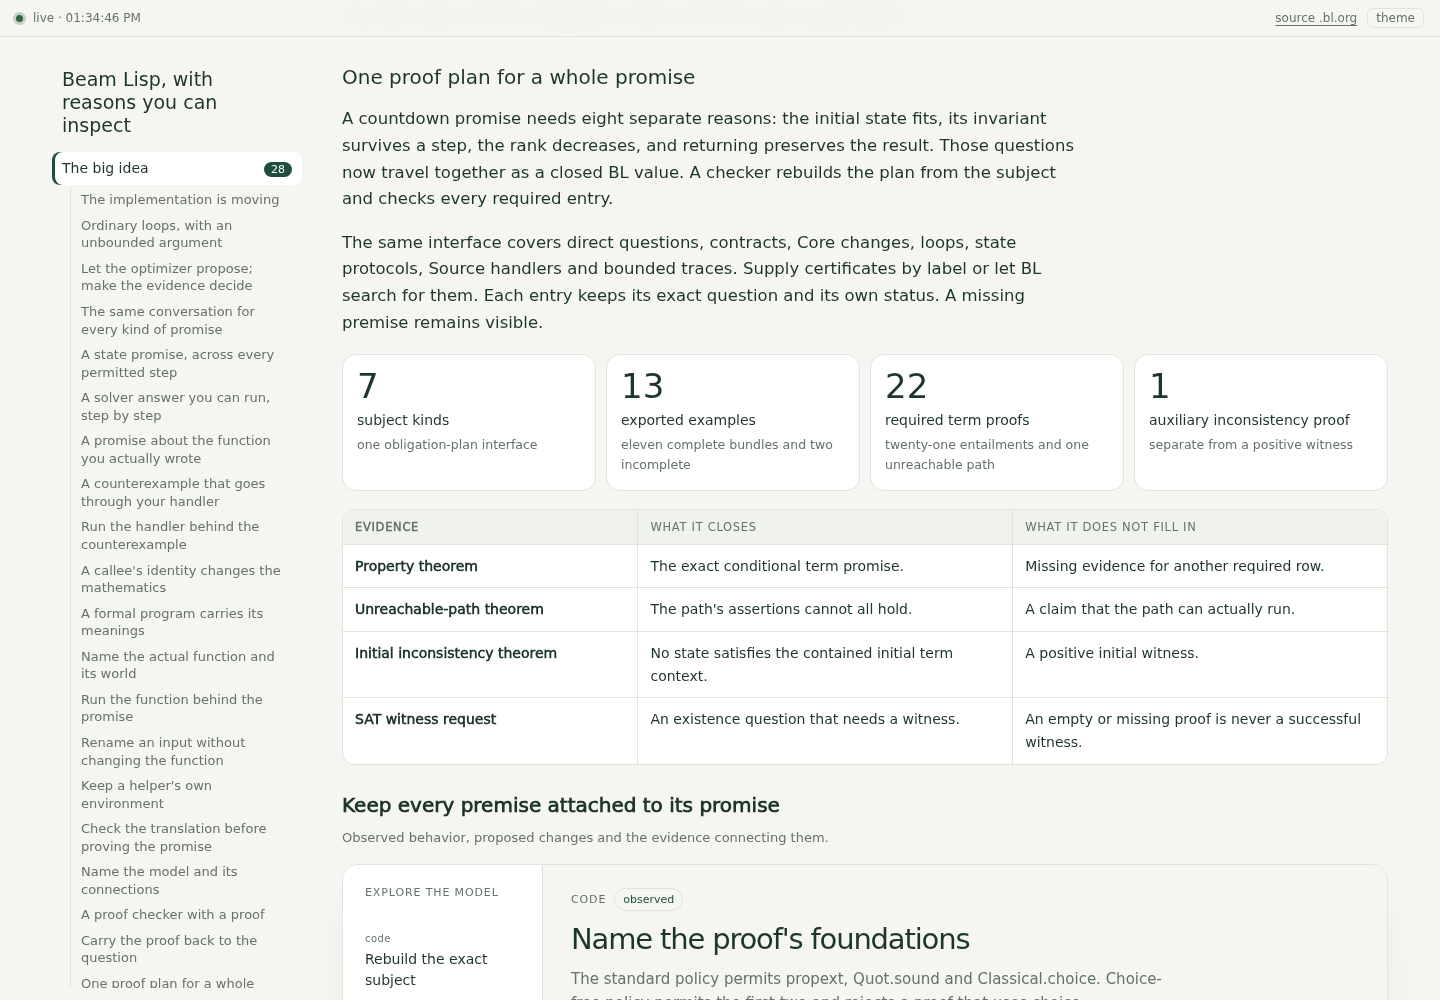 live · 01:34:46 PM
source .bl.org
theme
Beam Lisp, with
reasons you can
inspect
The big idea
28
The implementation is moving
Ordinary loops, with an
unbounded argument
Let the optimizer propose;
make the evidence decide
The same conversation for
every kind of promise
A state promise, across every
permitted step
A solver answer you can run,
step by step
A promise about the function
you actually wrote
A counterexample that goes
through your handler
Run the handler behind the
counterexample
A callee's identity changes the
mathematics
A formal program carries its
meanings
Name the actual function and
its world
Run the function behind the
promise
Rename an input without
changing the function
Keep a helper's own
environment
Check the translation before
proving the promise
Name the model and its
connections
A proof checker with a proof
Carry the proof back to the
question
One proof plan for a whole
One proof plan for a whole promise
A countdown promise needs eight separate reasons: the initial state fits, its invariant
survives a step, the rank decreases, and returning preserves the result. Those questions
now travel together as a closed BL value. A checker rebuilds the plan from the subject
and checks every required entry.
The same interface covers direct questions, contracts, Core changes, loops, state
protocols, Source handlers and bounded traces. Supply certificates by label or let BL
search for them. Each entry keeps its exact question and its own status. A missing
premise remains visible.
7
subject kinds
one obligation-plan interface
13
exported examples
eleven complete bundles and two
incomplete
22
required term proofs
twenty-one entailments and one
unreachable path
1
auxiliary inconsistency proof
separate from a positive witness
EVIDENCE
WHAT IT CLOSES
WHAT IT DOES NOT FILL IN
Property theorem
The exact conditional term promise.
Missing evidence for another required row.
Unreachable-path theorem
The path's assertions cannot all hold.
A claim that the path can actually run.
Initial inconsistency theorem
No state satisfies the contained initial term
context.
A positive initial witness.
SAT witness request
An existence question that needs a witness.
An empty or missing proof is never a successful
witness.
Keep every premise attached to its promise
Observed behavior, proposed changes and the evidence connecting them.
EXPLORE THE MODEL
code
Rebuild the exact
subject
CODE
observed
Name the proof's foundations
The standard policy permits propext, Quot.sound and Classical.choice. Choice-
free policy permits the first two and rejects a proof that uses choice.